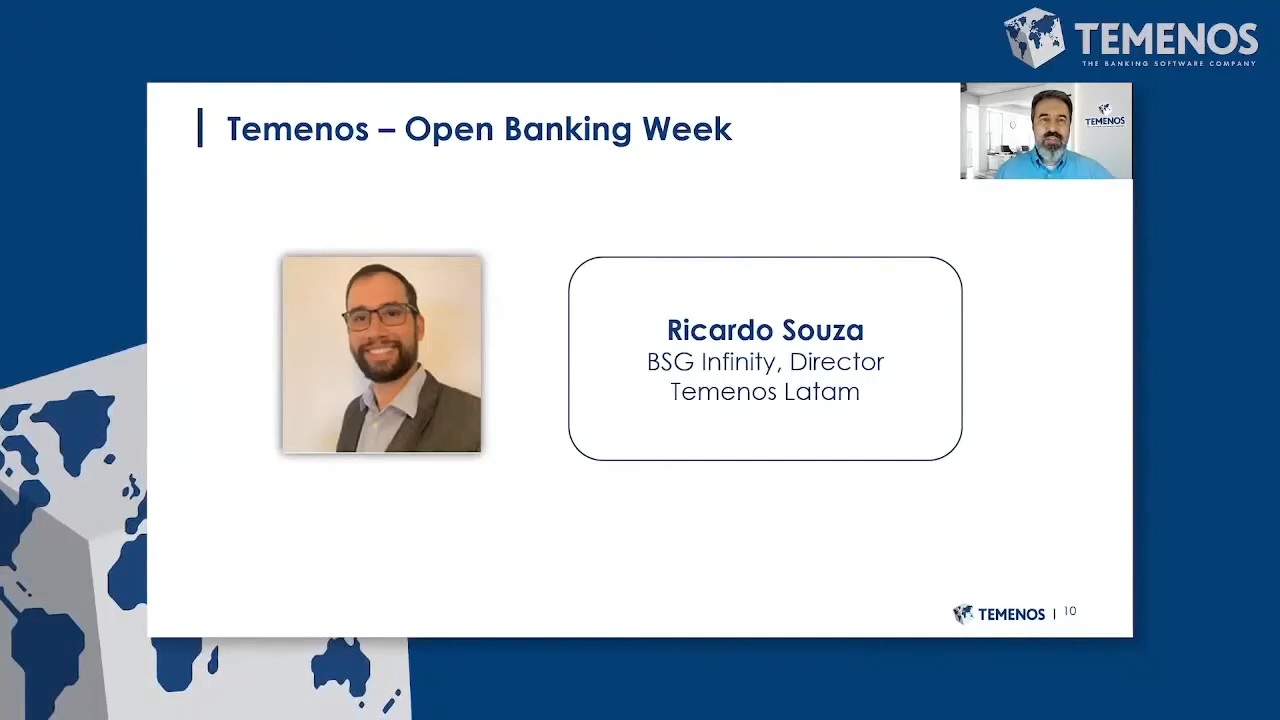 TEMENOS
THE BANKING SOFTWARE COMPANY
Temenos – Open Banking Week
TEMENOS
Ricardo Souza
BSG Infinity, Director
Temenos Latam
TEMENOS | 10